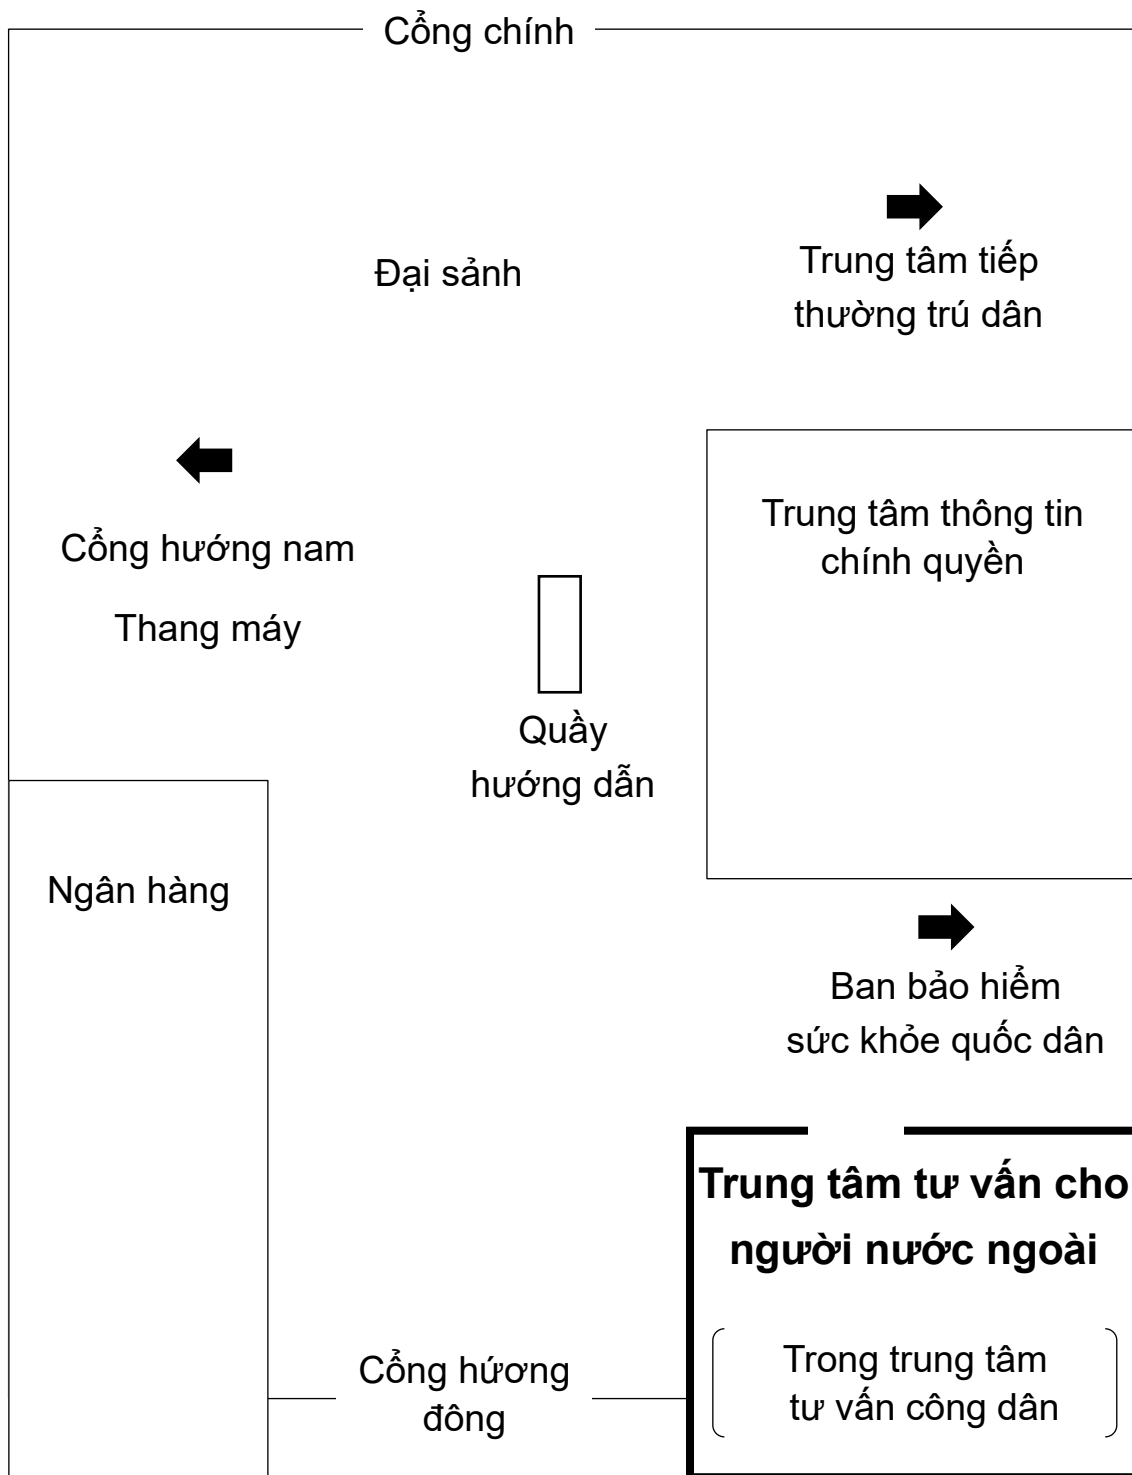 Cổng chính
Đại sảnh
Trung tâm tiếp
thường trú dân
Cổng hướng nam
Thang máy
Trung tâm thông tin
chính quyền
Quầy
hướng dẫn
Ngân hàng
Ban bảo hiểm
sức khỏe quốc dân
Trung tâm tư vấn cho
người nước ngoài
Trong trung tâm
tư vấn công dân
Cổng hứơng
đông